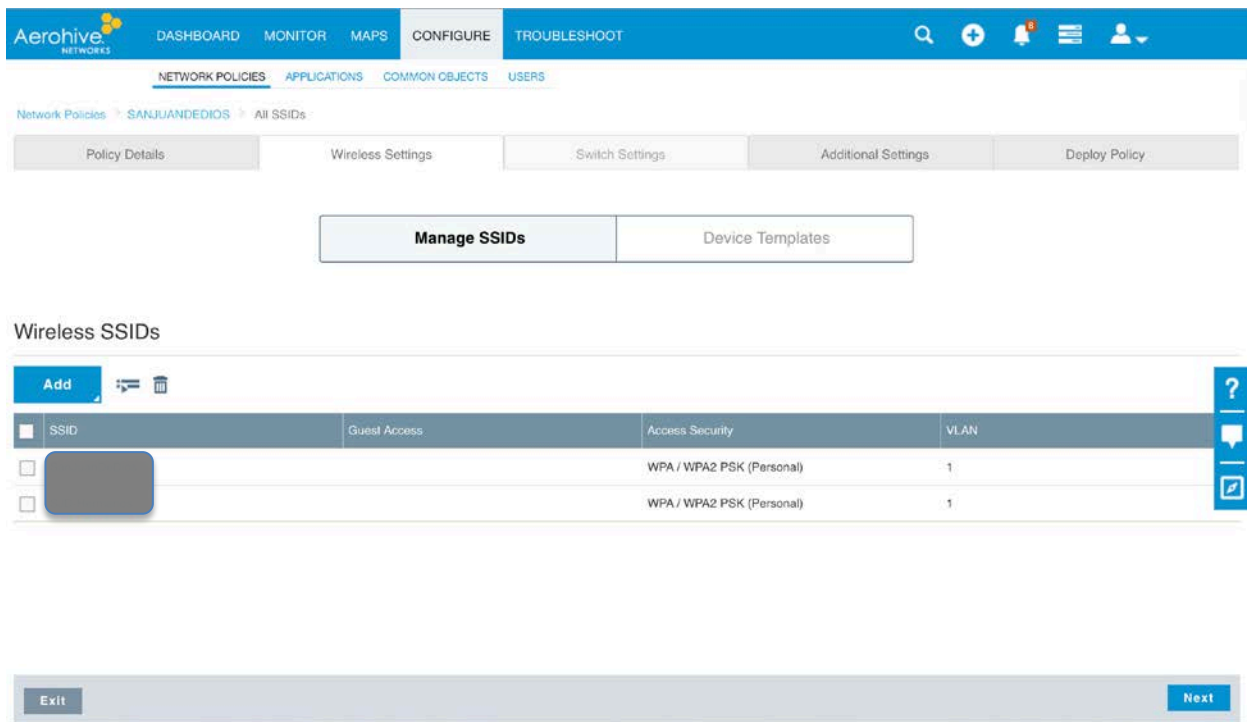 Aerohive NETWORKS DASHBOARD MONITOR MAPS CONFIGURE TROUBLESHOOT 8
NETWORK POLICIES APPLICATIONS COMMON OBJECTS USERS
Network Policies > SANJUANDEDIOS > All SSIDs
Policy Details Wireless Settings Switch Settings Additional Settings Deploy Policy
Manage SSIDs Device Templates
Wireless SSIDs
Add
SSID Guest Access Access Security VLAN
WPA / WPA2 PSK (Personal) 1
WPA / WPA2 PSK (Personal) 1
?
Exit Next